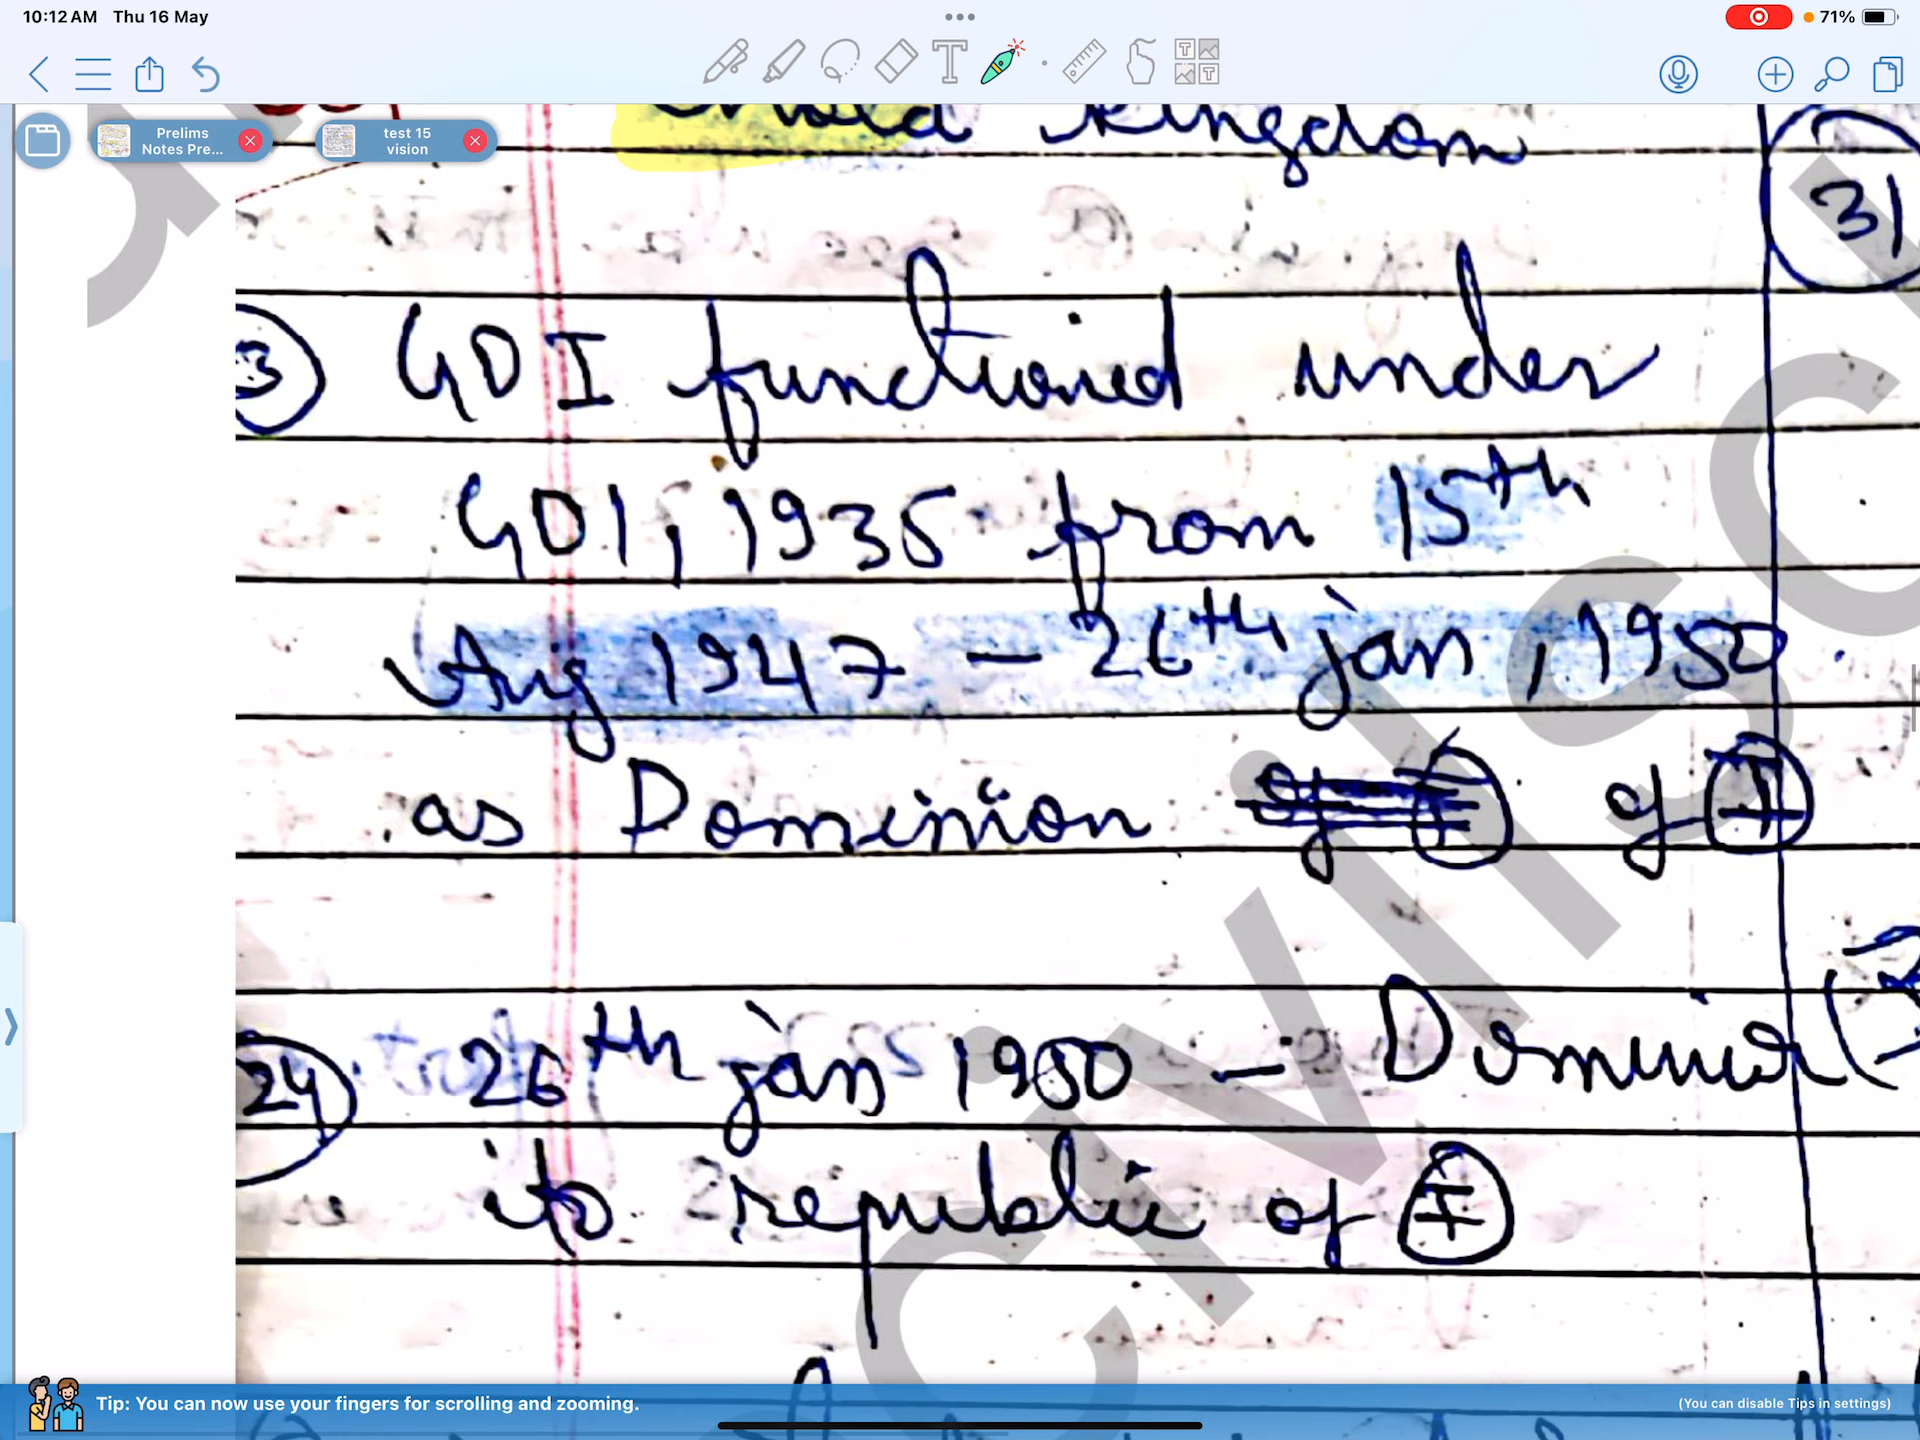 10:12 AM Thu 16 May
71%
Prelims
Notes Pre...
test 15
vision
Kingdom
31
3 GOI functioned under
GOI, 1935 from 15th
Aug 1947 - 26th jan, 1950
as Dominion of I
24 26th jan 1950 - Dominion
into republic of I
Civilsc
Tip: You can now use your fingers for scrolling and zooming.
(You can disable Tips in settings)